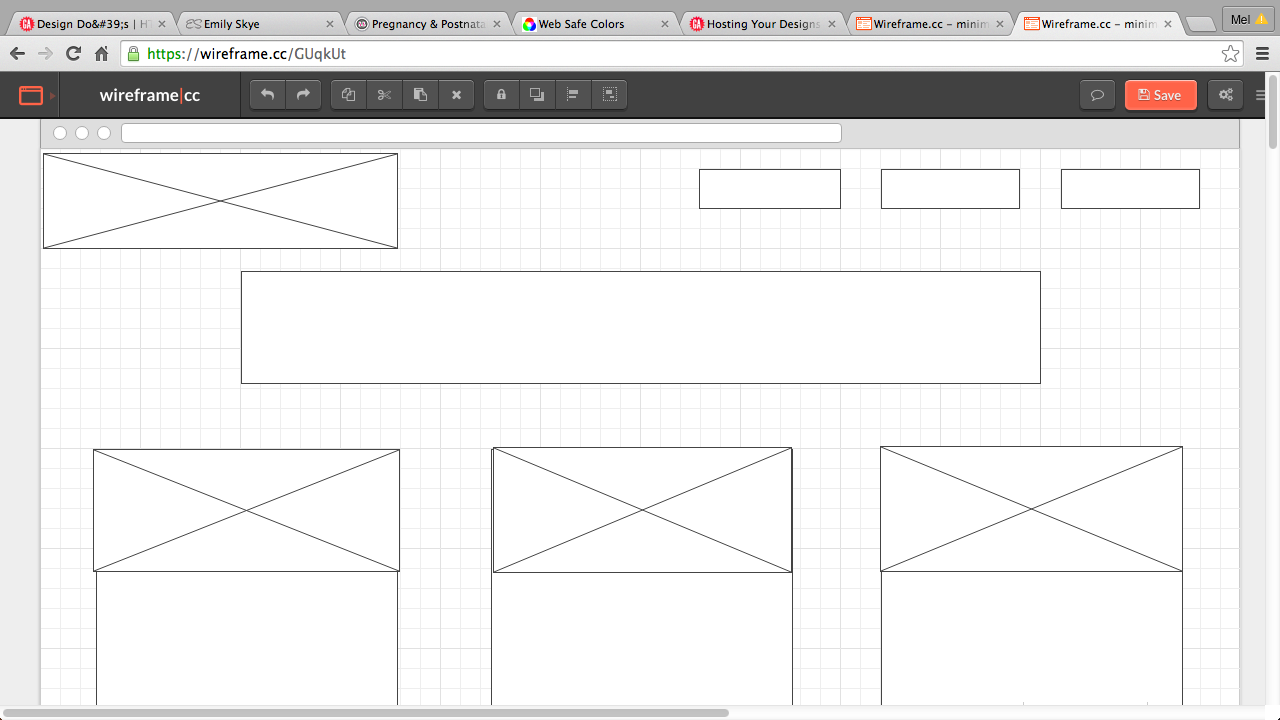 Design Do&#39;s | HT
Emily Skye
Pregnancy & Postnata
Web Safe Colors
Hosting Your Designs
Wireframe.cc – minim
Wireframe.cc – minim
Mel
https://wireframe.cc/GUqkUt
wireframe|cc
Save